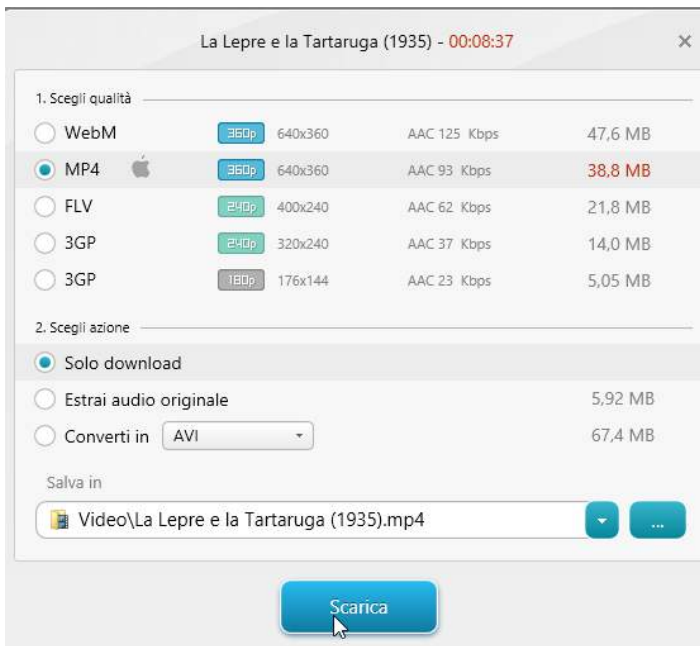 La Lepre e la Tartaruga (1935) - 00:08:37
1. Scegli qualità
WebM 360p 640x360 AAC 125 Kbps 47,6 MB
MP4 360p 640x360 AAC 93 Kbps 38,8 MB
FLV 240p 400x240 AAC 62 Kbps 21,8 MB
3GP 240p 320x240 AAC 37 Kbps 14,0 MB
3GP 180p 176x144 AAC 23 Kbps 5,05 MB
2. Scegli azione
Solo download
Estrai audio originale 5,92 MB
Converti in AVI 67,4 MB
Salva in
Video\La Lepre e la Tartaruga (1935).mp4 ...
Scarica